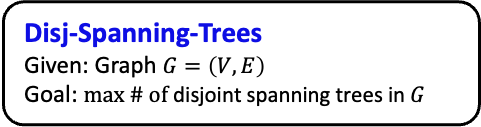 Disj-Spanning-Trees
Given: Graph 𝐺 = (𝑉, 𝐸)
Goal: max # of disjoint spanning trees in 𝐺